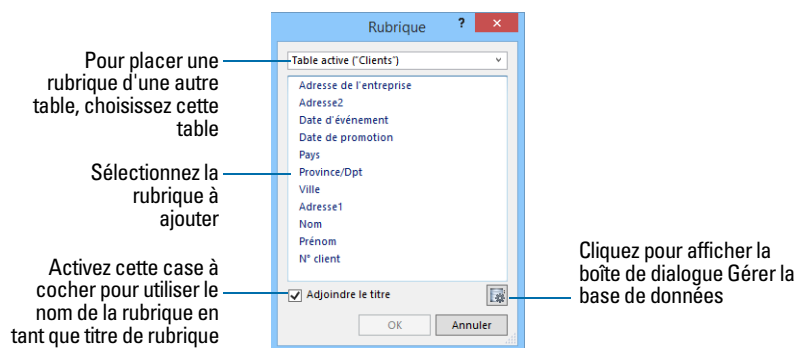 Rubrique
?
Pour placer une
rubrique d'une autre
table, choisissez cette
table
Table active ("Clients")
Adresse de l'entreprise
Adresse2
Date d'événement
Date de promotion
Pays
Province/Dpt
Ville
Adresse1
Nom
Prénom
N° client
Sélectionnez la
rubrique à
ajouter
Activez cette case à
cocher pour utiliser le
nom de la rubrique en
tant que titre de rubrique
Adjoindre le titre
OK
Annuler
Cliquez pour afficher la
boîte de dialogue Gérer la
base de données